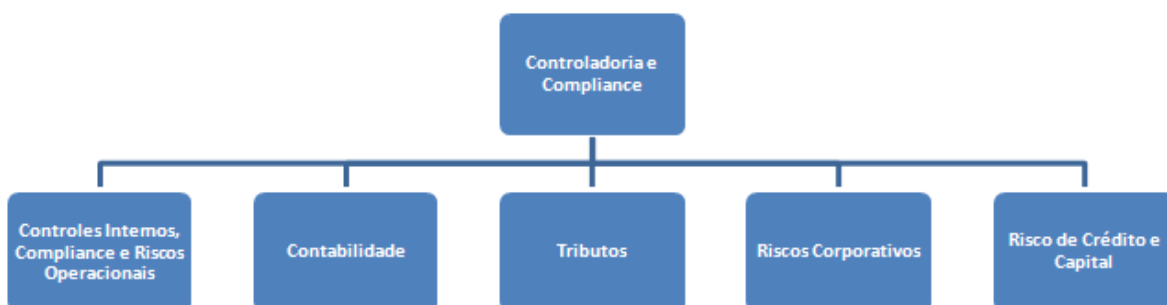 Controladoria e
Compliance
Controles Internos,
Compliance e Riscos
Operacionais
Contabilidade
Tributos
Riscos Corporativos
Risco de Crédito e
Capital